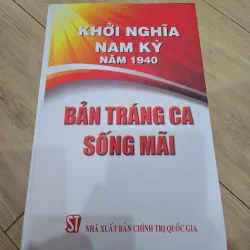 KHỞI NGHĨA
NAM KỲ
NĂM 1940
BẢN TRÁNG CA
SỐNG MÃI
ST NHÀ XUẤT BẢN CHÍNH TRỊ QUỐC GIA